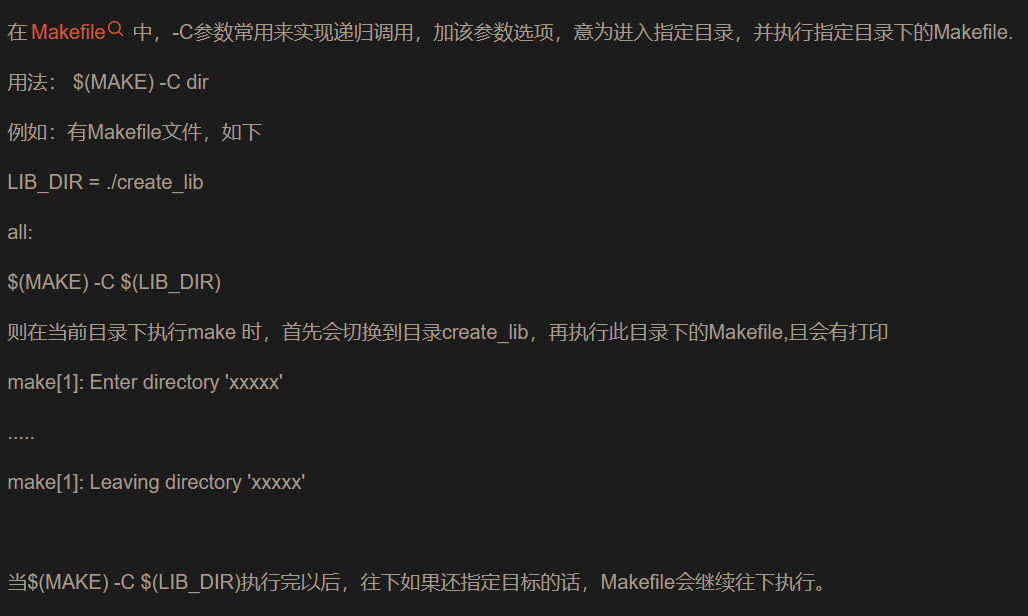 在Makefile 中，-C参数常用来实现递归调用，加该参数选项，意为进入指定目录，并执行指定目录下的Makefile.
用法： $(MAKE) -C dir
例如：有Makefile文件，如下
LIB_DIR = ./create_lib
all:
$(MAKE) -C $(LIB_DIR)
则在当前目录下执行make 时，首先会切换到目录create_lib，再执行此目录下的Makefile,且会有打印
make[1]: Enter directory 'xxxxx'
.....
make[1]: Leaving directory 'xxxxx'
当$(MAKE) -C $(LIB_DIR)执行完以后，往下如果还指定目标的话，Makefile会继续往下执行。